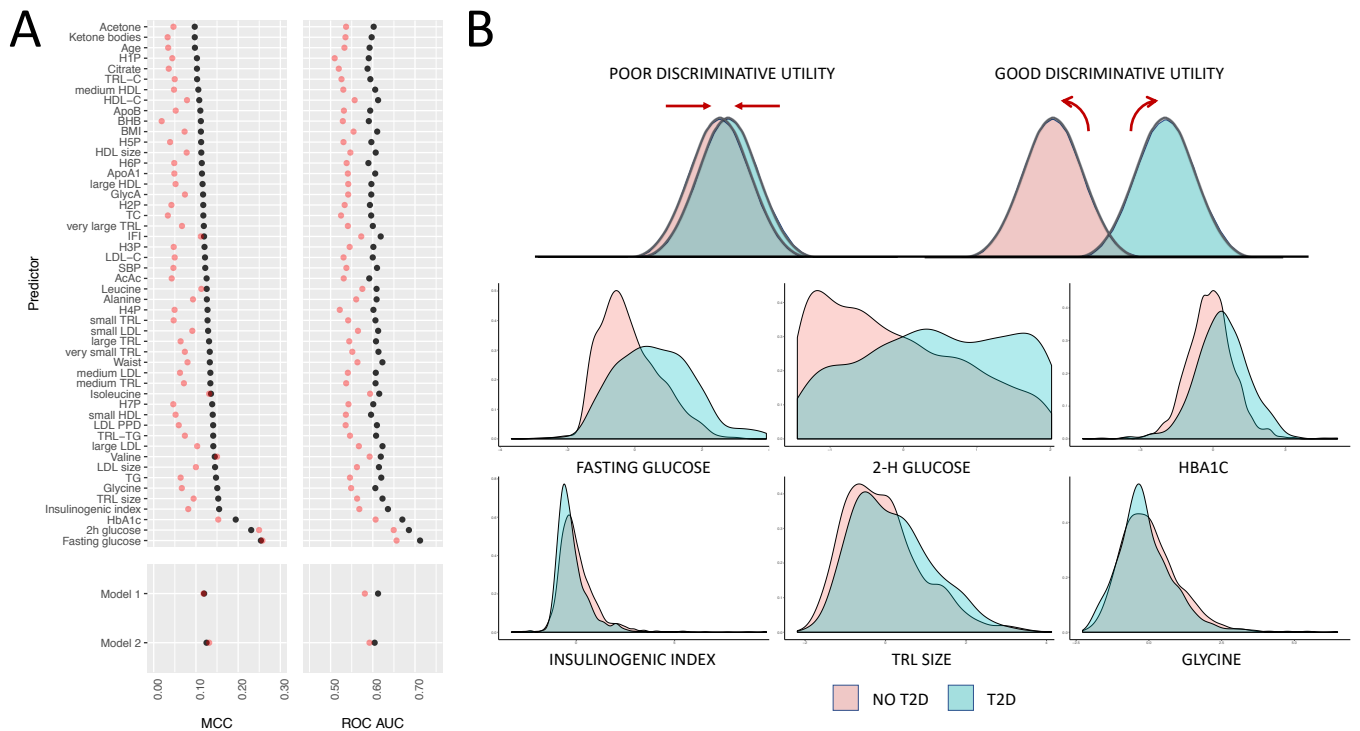 A
Acetone
Ketone bodies
Age
H1P
Citrate
TRL−C
medium HDL
HDL−C
ApoB
BHB
BMI
H5P
HDL size
H6P
ApoA1
large HDL
GlycA
H2P
TC
very large TRL
IFI
H3P
LDL−C
SBP
AcAc
Leucine
Alanine
H4P
small TRL
small LDL
large TRL
very small TRL
Waist
medium LDL
medium TRL
Isoleucine
H7P
small HDL
LDL PPD
TRL−TG
large LDL
Valine
LDL size
TG
Glycine
TRL size
Insulinogenic index
HbA1c
2h glucose
Fasting glucose
Model 1
Model 2
Predictor
0.00 0.10 0.20 0.30
0.50 0.60 0.70
MCC
ROC AUC
B
POOR DISCRIMINATIVE UTILITY
GOOD DISCRIMINATIVE UTILITY
FASTING GLUCOSE
2-H GLUCOSE
HBA1C
INSULINOGENIC INDEX
TRL SIZE
GLYCINE
NO T2D
T2D